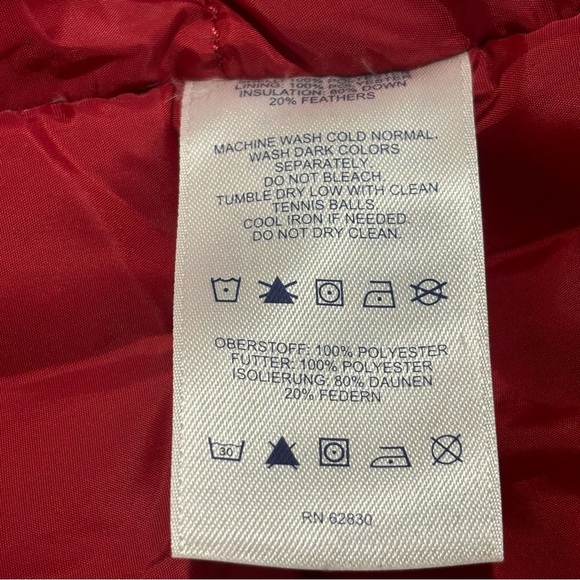 LINING: 100% POLYESTER
INSULATION: 80% DOWN
20% FEATHERS
MACHINE WASH COLD NORMAL.
WASH DARK COLORS
SEPARATELY.
DO NOT BLEACH.
TUMBLE DRY LOW WITH CLEAN
TENNIS BALLS.
COOL IRON IF NEEDED.
DO NOT DRY CLEAN.
OBERSTOFF: 100% POLYESTER
FUTTER: 100% POLYESTER
ISOLIERUNG: 80% DAUNEN
20% FEDERN
30
RN 62830